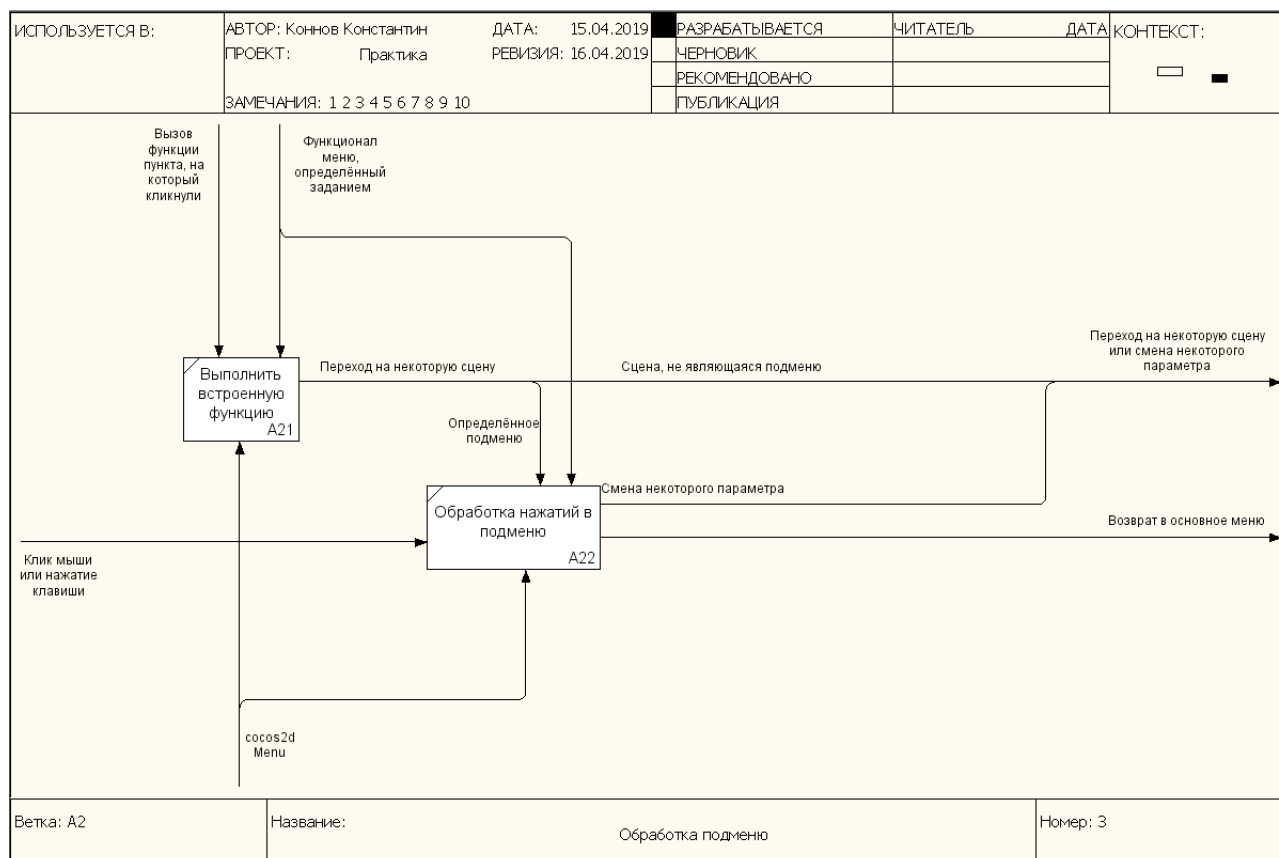 ИСПОЛЬЗУЕТСЯ В:
АВТОР: Коннов Константин
ДАТА: 15.04.2019
ПРОЕКТ: Практика
РЕВИЗИЯ: 16.04.2019
ЗАМЕЧАНИЯ: 1 2 3 4 5 6 7 8 9 10
РАЗРАБАТЫВАЕТСЯ
ЧЕРНОВИК
РЕКОМЕНДОВАНО
ПУБЛИКАЦИЯ
ЧИТАТЕЛЬ
ДАТА
КОНТЕКСТ:
Вызов
функции
пункта, на
который
кликнули
Функционал
меню,
определённый
заданием
Выполнить
встроенную
функцию
A21
Переход на некоторую сцену
Сцена, не являющаяся подменю
Переход на некоторую сцену
или смена некоторого
параметра
Определённое
подменю
Обработка нажатий в
подменю
A22
Смена некоторого параметра
Возврат в основное меню
Клик мыши
или нажатие
клавиши
cocos2d
Menu
Ветка: A2
Название:
Обработка подменю
Номер: 3